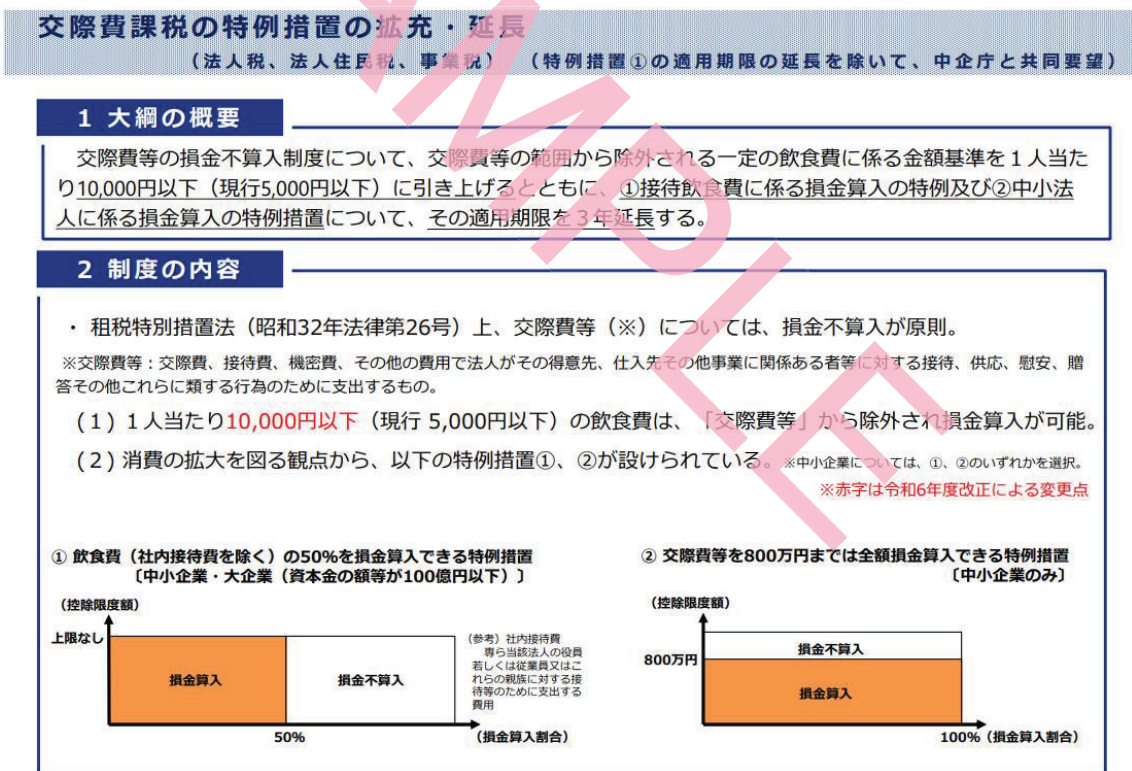 交際費課税の特例措置の拡充・延長
（法人税、法人住民税、事業税）　（特例措置①の適用期限の延長を除いて、中企庁と共同要望）
1 大綱の概要
交際費等の損金不算入制度について、交際費等の範囲から除外される一定の飲食費に係る金額基準を１人当た
り10,000円以下（現行5,000円以下）に引き上げるとともに、①接待飲食費に係る損金算入の特例及び②中小法
人に係る損金算入の特例措置について、その適用期限を３年延長する。
2 制度の内容
・ 租税特別措置法（昭和32年法律第26号）上、交際費等（※）については、損金不算入が原則。
※交際費等：交際費、接待費、機密費、その他の費用で法人がその得意先、仕入先その他事業に関係ある者等に対する接待、供応、慰安、贈
答その他これらに類する行為のために支出するもの。
(1) １人当たり10,000円以下（現行 5,000円以下）の飲食費は、「交際費等」から除外され損金算入が可能。
(2) 消費の拡大を図る観点から、以下の特例措置①、②が設けられている。※中小企業については、①、②のいずれかを選択。
※赤字は令和6年度改正による変更点
① 飲食費（社内接待費を除く）の50%を損金算入できる特例措置
〔中小企業・大企業（資本金の額等が100億円以下）〕
（控除限度額）
上限なし
損金算入
損金不算入
（参考）社内接待費
専ら当該法人の役員
若しくは従業員又はこ
れらの親族に対する接
待等のために支出する
費用
50%
（損金算入割合）
② 交際費等を800万円までは全額損金算入できる特例措置
〔中小企業のみ〕
（控除限度額）
損金不算入
800万円
損金算入
100%（損金算入割合）
SAMPLE